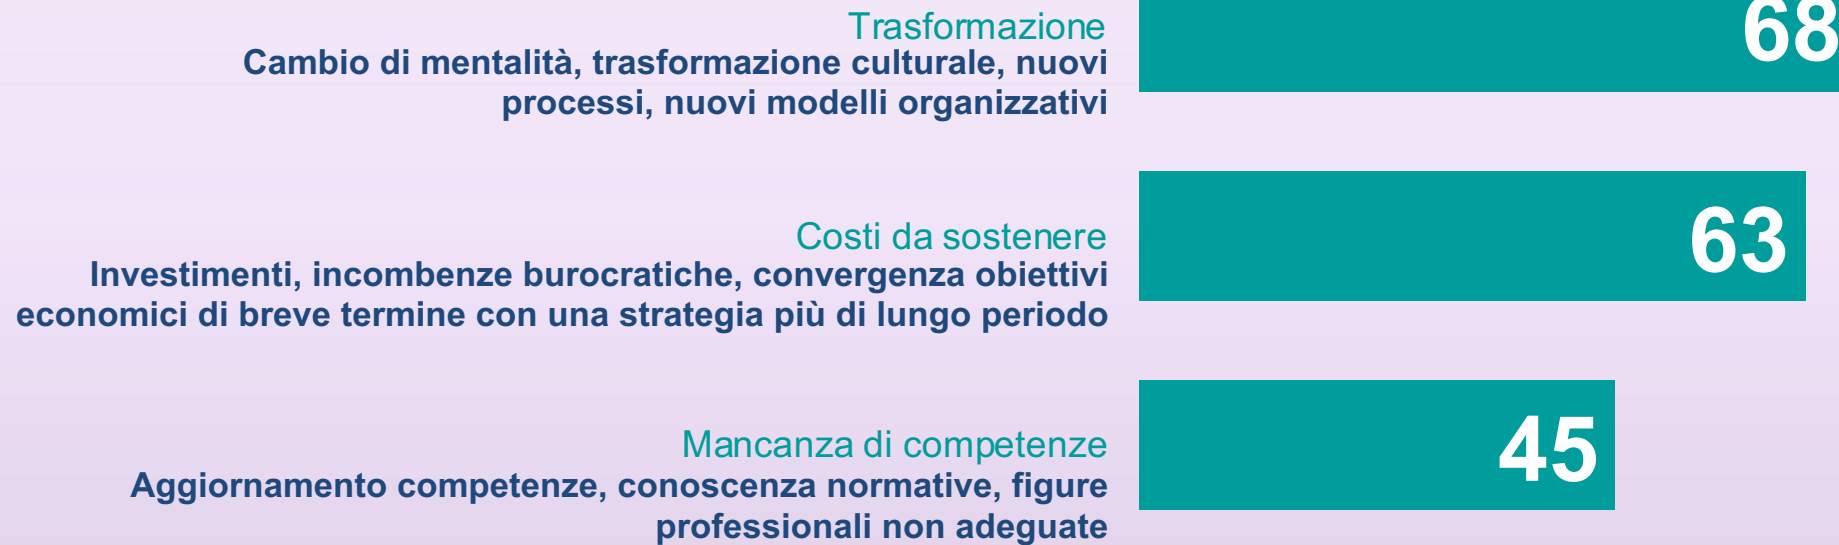 Trasformazione
68
Cambio di mentalità, trasformazione culturale, nuovi
processi, nuovi modelli organizzativi
Costi da sostenere
63
Investimenti, incombenze burocratiche, convergenza obiettivi
economici di breve termine con una strategia più di lungo periodo
Mancanza di competenze
45
Aggiornamento competenze, conoscenza normative, figure
professionali non adeguate